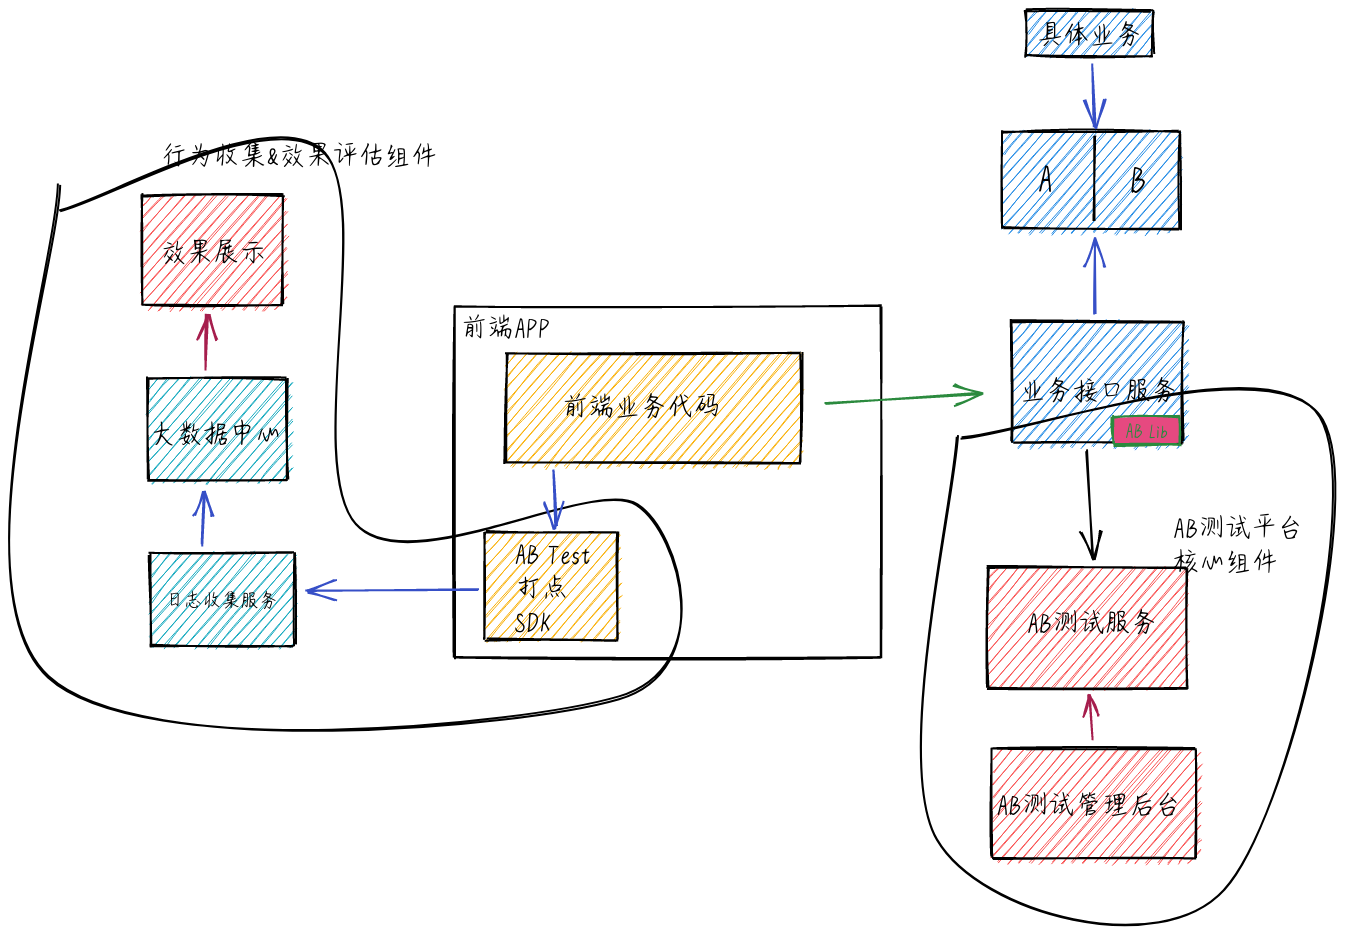 具体业务
行为收集&效果评估组件
A
B
效果展示
前端APP
前端业务代码
业务接口服务
AB Lib
大数据中心
AB测试平台
核心组件
AB Test
打点
SDK
日志收集服务
AB测试服务
AB测试管理后台